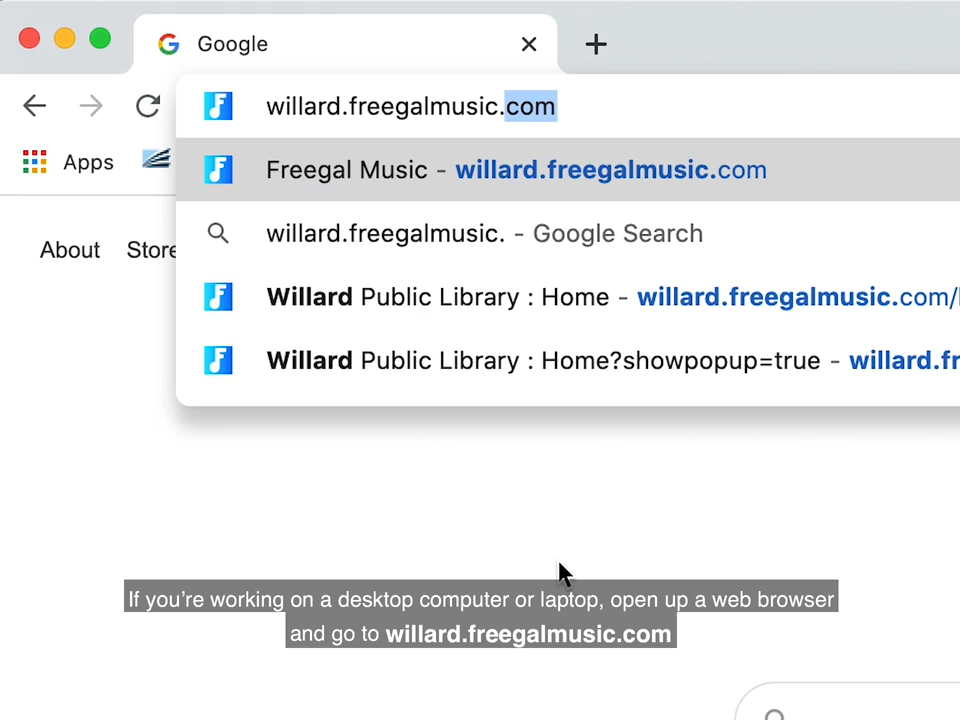 Google
willard.freegalmusic.com
Apps
Freegal Music - willard.freegalmusic.com
willard.freegalmusic. - Google Search
About Store
Willard Public Library : Home - willard.freegalmusic.com/
Willard Public Library : Home?showpopup=true - willard.fr
If you’re working on a desktop computer or laptop, open up a web browser
and go to willard.freegalmusic.com